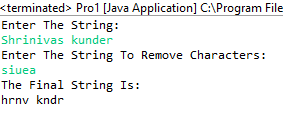 <terminated> Pro1 [Java Application] C:\Program File
Enter The String:
Shrinivas kunder
Enter The String To Remove Characters:
siuea
The Final String Is:
hrnv kndr